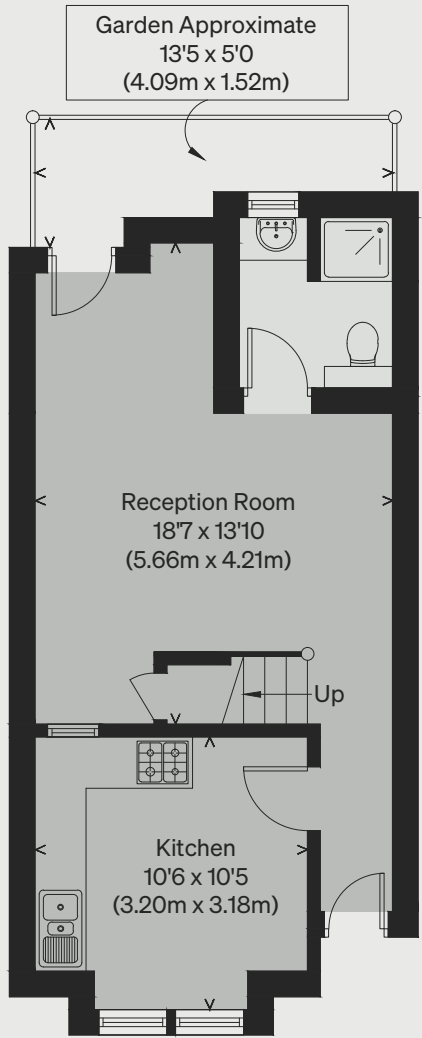 Garden Approximate
13'5 x 5'0
(4.09m x 1.52m)
Reception Room
18'7 x 13'10
(5.66m x 4.21m)
Up
Kitchen
10'6 x 10'5
(3.20m x 3.18m)